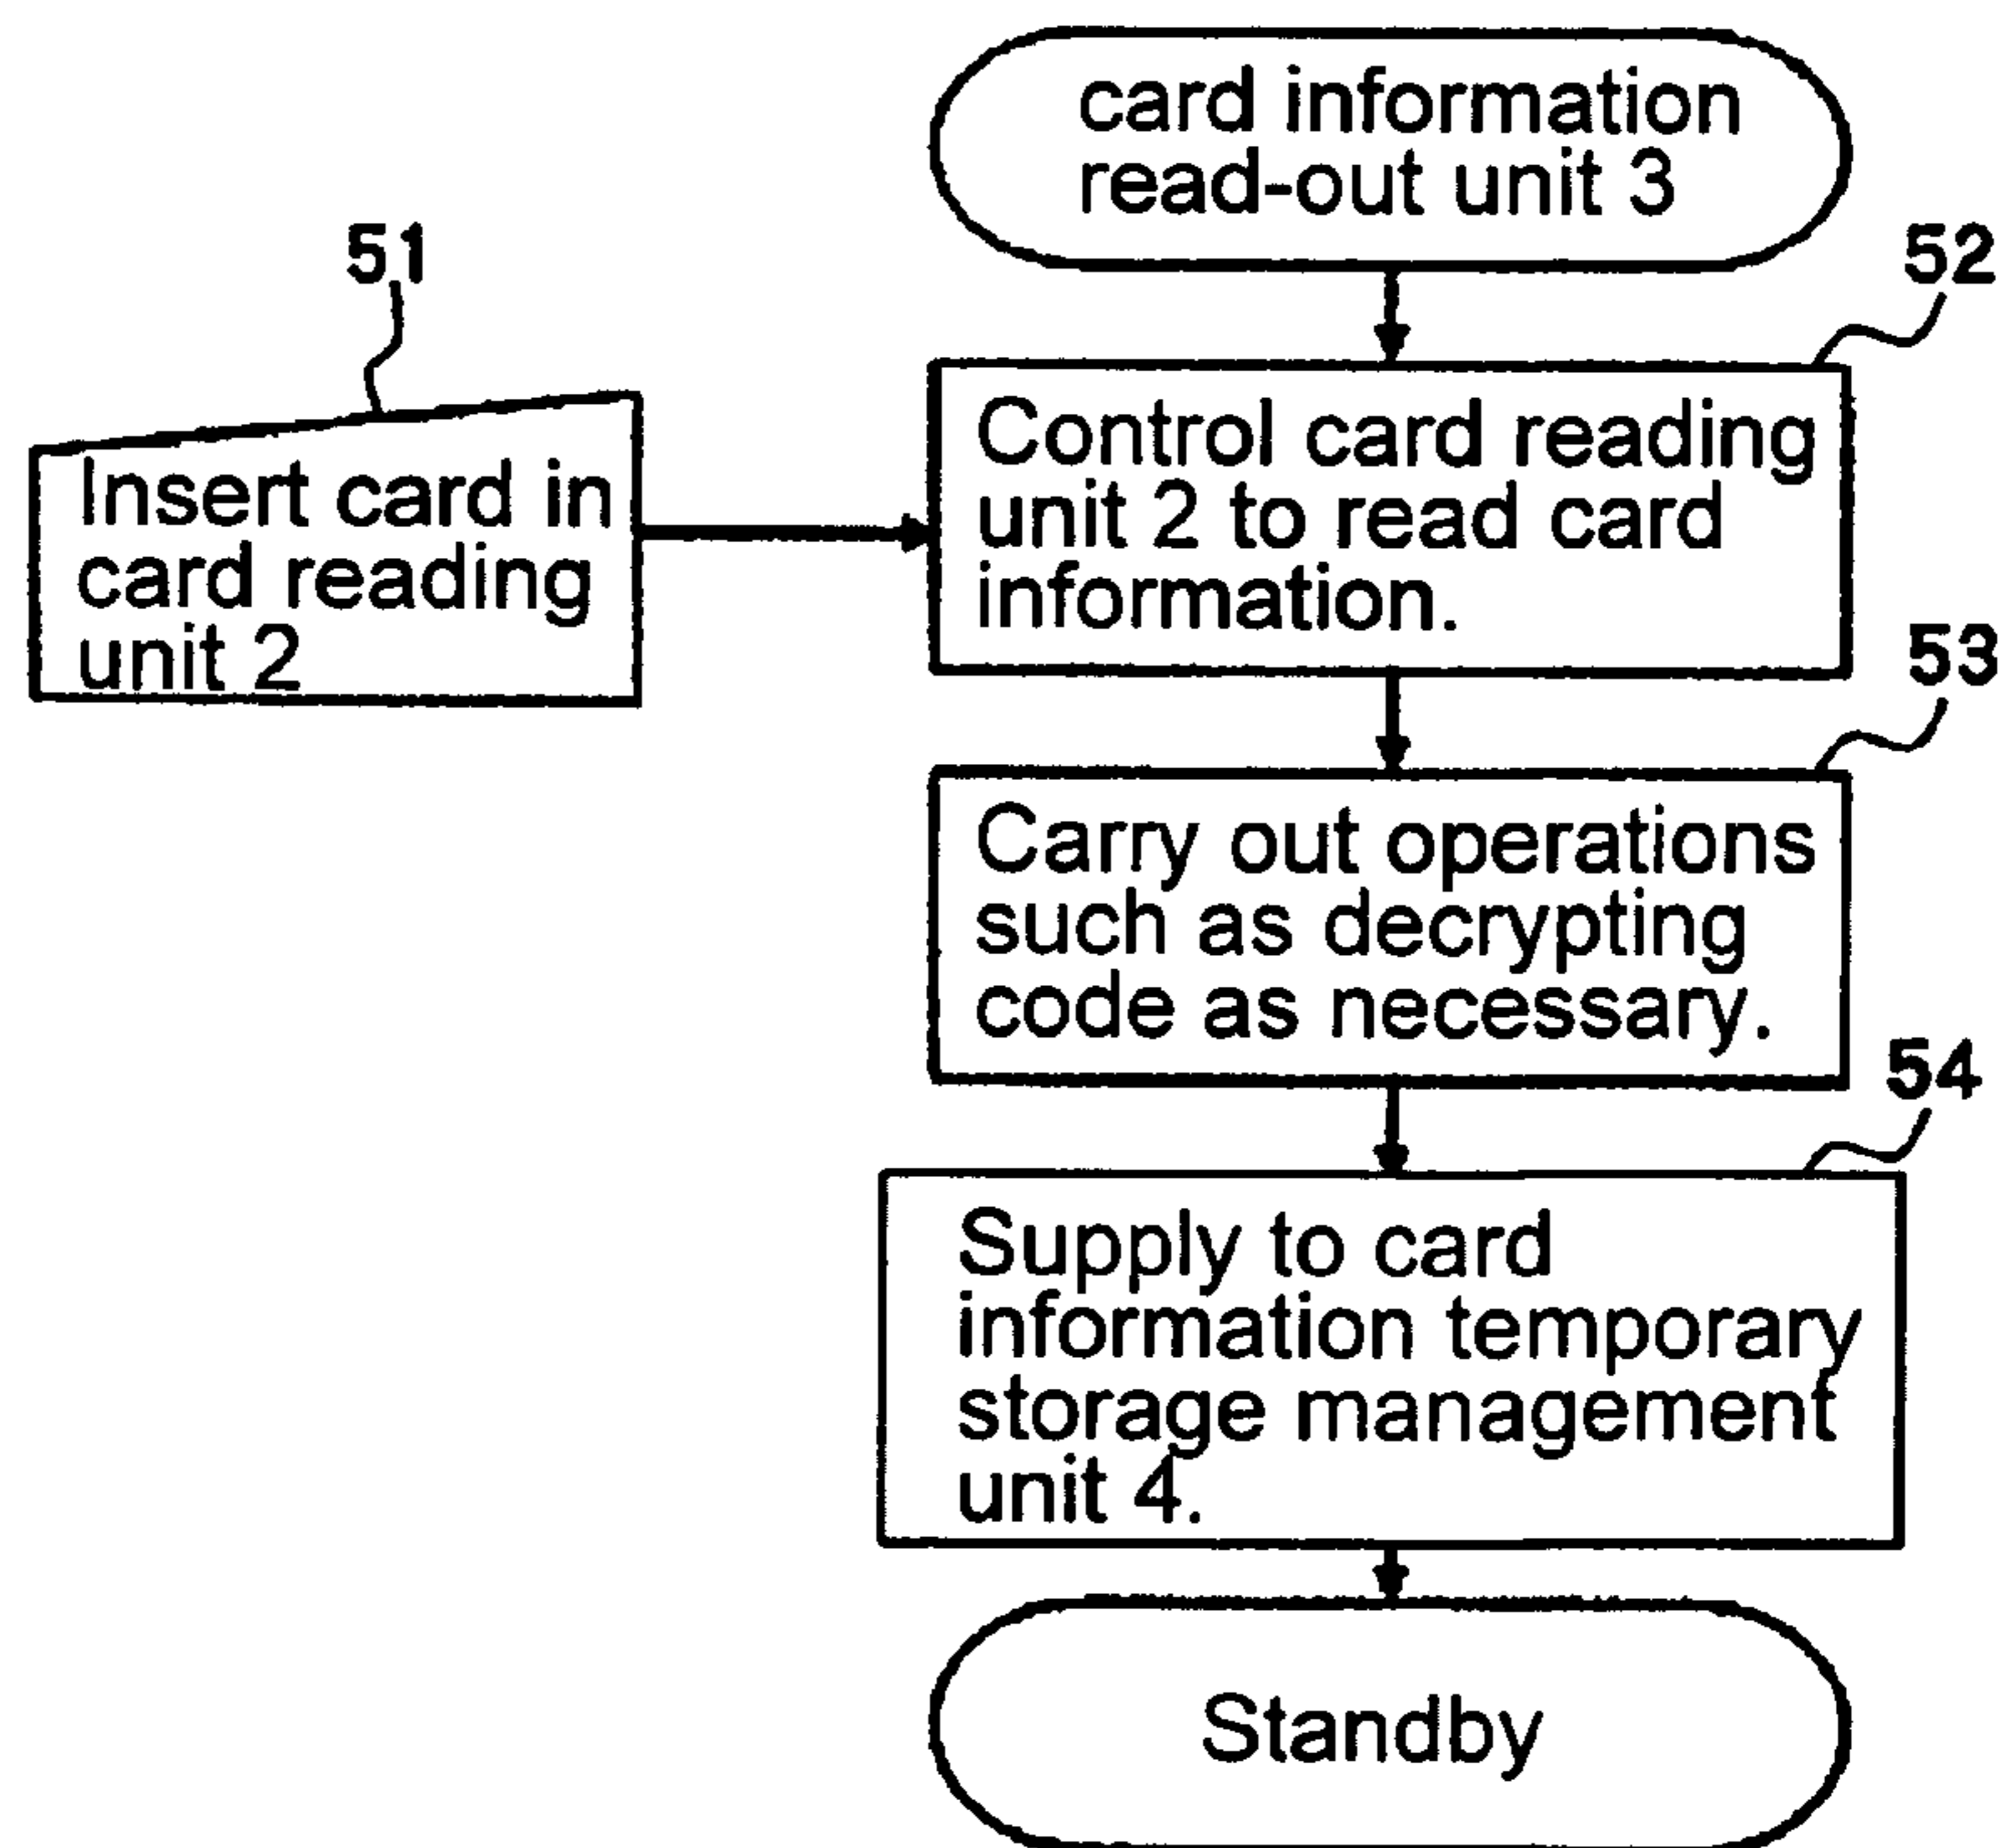 card information
read-out unit 3
51
52
Insert card in
card reading
unit 2
Control card reading
unit 2 to read card
information.
53
Carry out operations
such as decrypting
code as necessary.
54
Supply to card
information temporary
storage management
unit 4.
Standby